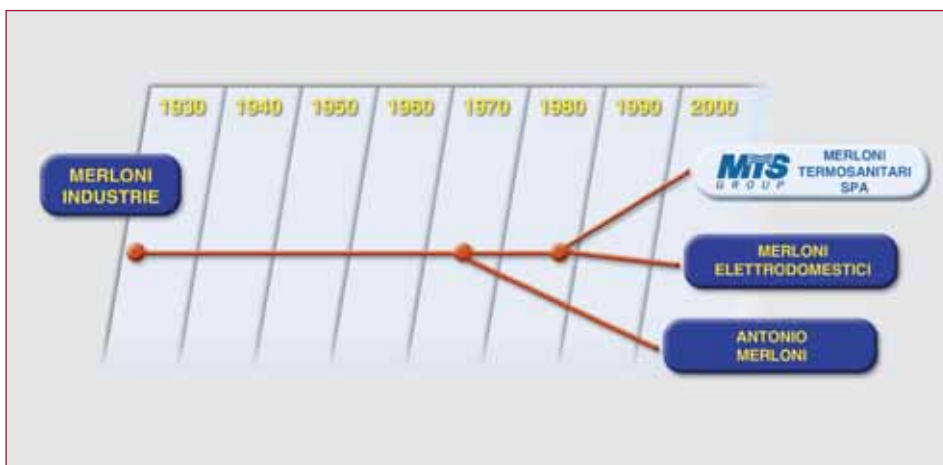 1930 1940 1950 1960 1970 1980 1990 2000
MERLONI
INDUSTRIE
MTS
GROUP
MERLONI
TERMOSANITARI
SPA
MERLONI
ELETTRODOMESTICI
ANTONIO
MERLONI